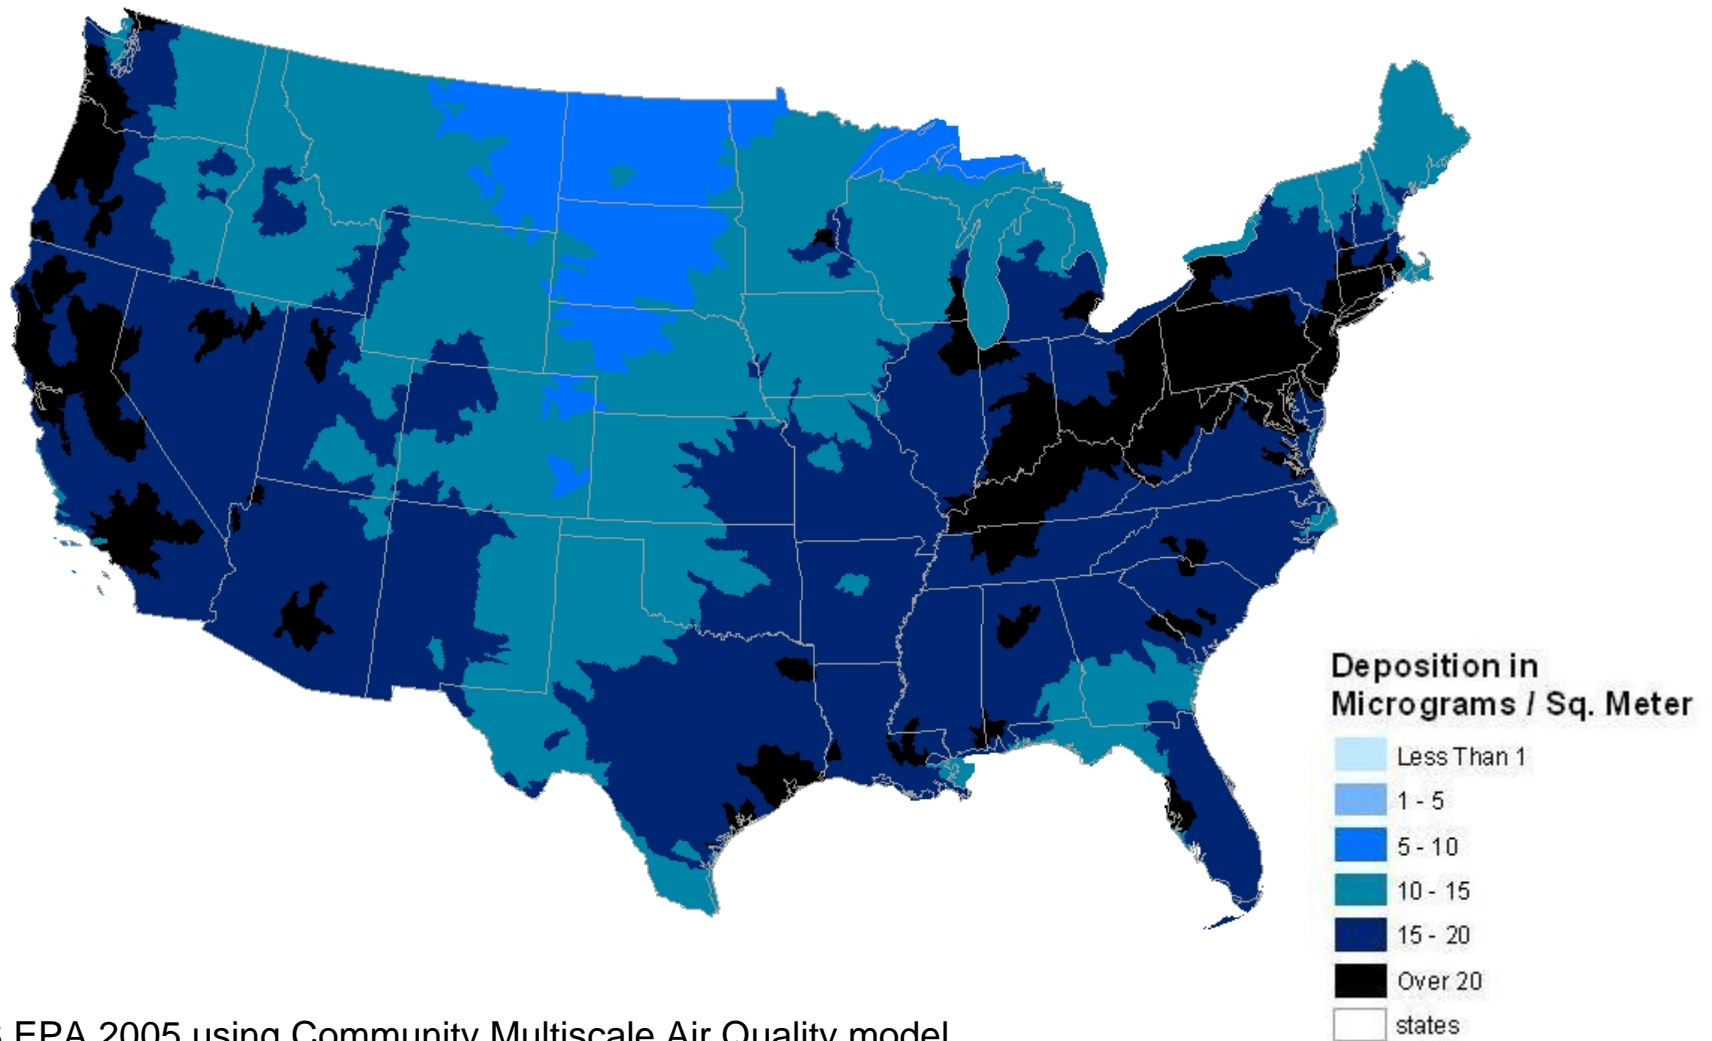 Deposition in
Micrograms / Sq. Meter
Less Than 1
1 - 5
5 - 10
10 - 15
15 - 20
Over 20
states
EPA 2005 using Community Multiscale Air Quality model